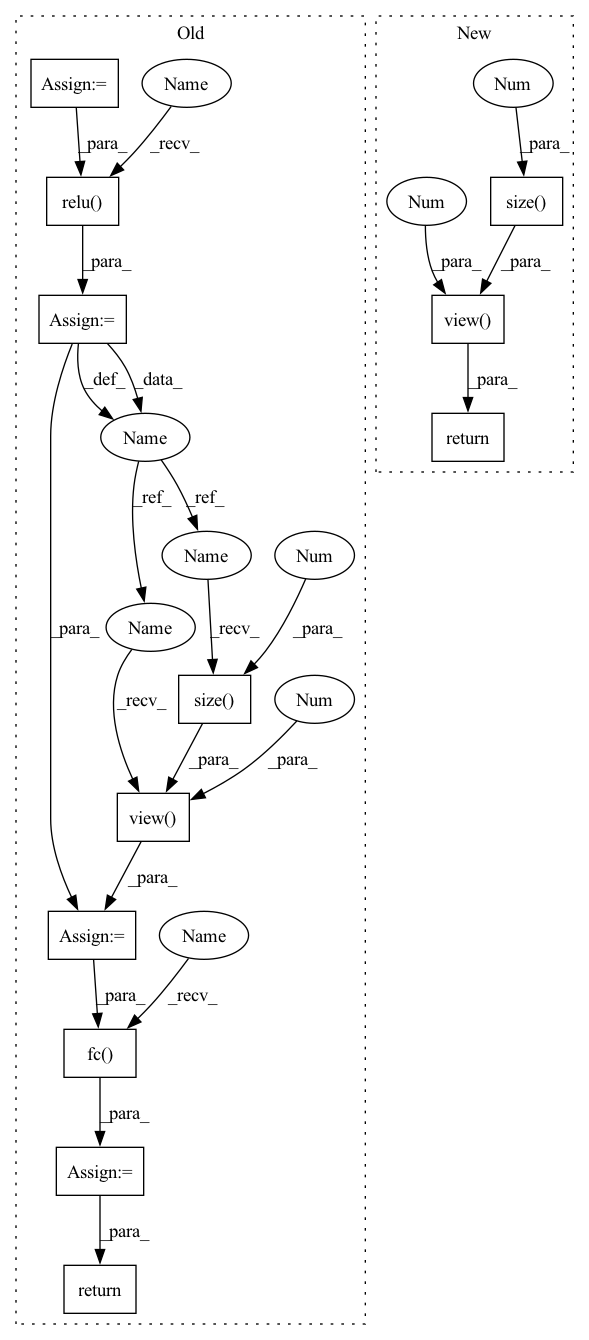 Old
New
Assign:=
Name
Num
_para_
_recv_
_para_
relu()
Num
size()
_para_
_para_
_para_
Assign:=
view()
_def_
_data_
_para_
Name
return
_ref_
_ref_
Name
Num
_para_
Name
_recv_
_para_
size()
Num
_recv_
_para_
_para_
view()
_para_
Assign:=
Name
_para_
_recv_
fc()
_para_
Assign:=
_para_
return